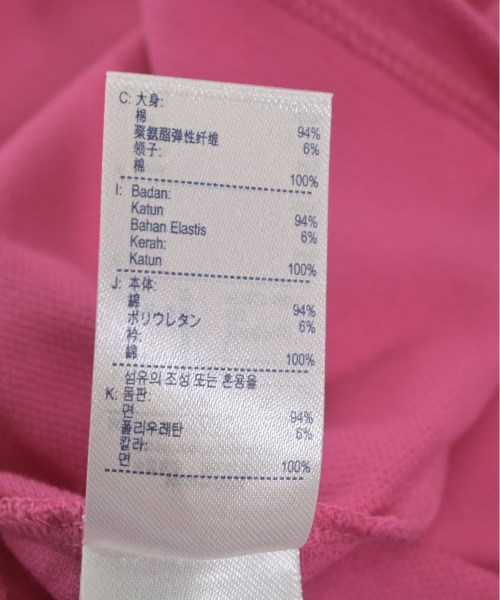 C: 大身:
棉 94%
聚氨酯弹性纤维 6%
领子:
棉 100%
I: Badan:
Katun 94%
Bahan Elastis 6%
Kerah:
Katun 100%
J: 本体:
綿 94%
ポリウレタン 6%
衿:
綿 100%
섬유의 조성 또는 혼용율
K: 몸판:
면 94%
폴리우레탄 6%
칼라:
면 100%